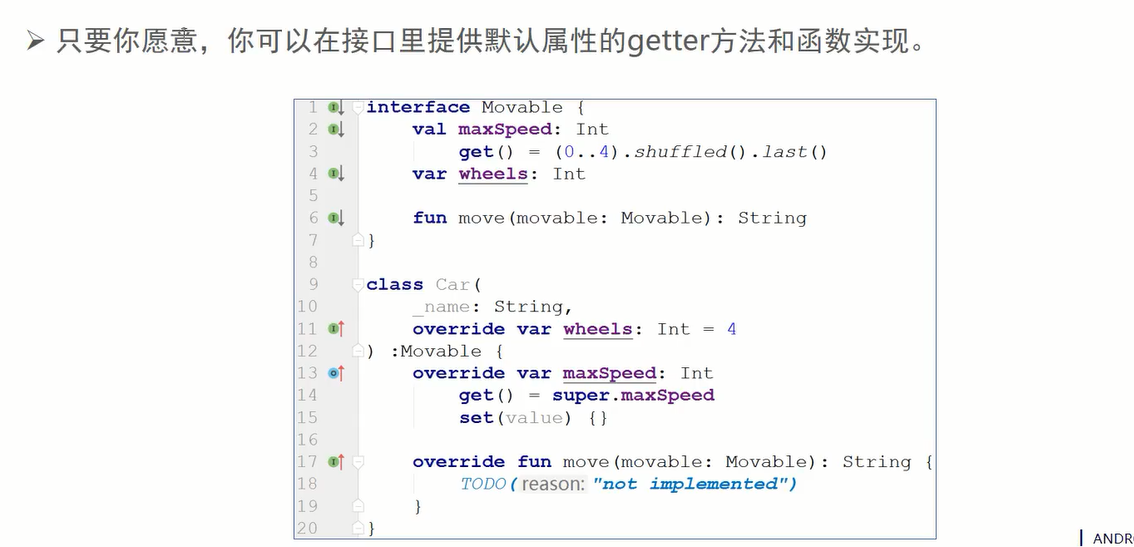 ➤ 只要你愿意，你可以在接口里提供默认属性的getter方法和函数实现。
1 interface Movable {
2     val maxSpeed: Int
3         get() = (0..4).shuffled().last()
4     var wheels: Int
5
6     fun move(movable: Movable): String
7 }
8
9 class Car(
10     _name: String,
11     override var wheels: Int = 4
12 ) :Movable {
13     override var maxSpeed: Int
14         get() = super.maxSpeed
15         set(value) {}
16
17     override fun move(movable: Movable): String {
18         TODO( reason: "not implemented")
19     }
20 }